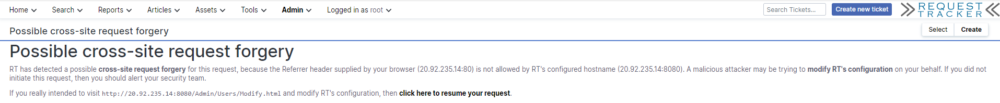 Home Search Reports Articles Assets Tools Admin Logged in as root Search Tickets... Create new ticket REQUEST TRACKER
Possible cross-site request forgery Select Create
Possible cross-site request forgery
RT has detected a possible cross-site request forgery for this request, because the Referrer header supplied by your browser (20.92.235.14:80) is not allowed by RT's configured hostname (20.92.235.14:8080). A malicious attacker may be trying to modify RT's configuration on your behalf. If you did not
initiate this request, then you should alert your security team.
If you really intended to visit http://20.92.235.14:8080/Admin/Users/Modify.html and modify RT's configuration, then click here to resume your request.